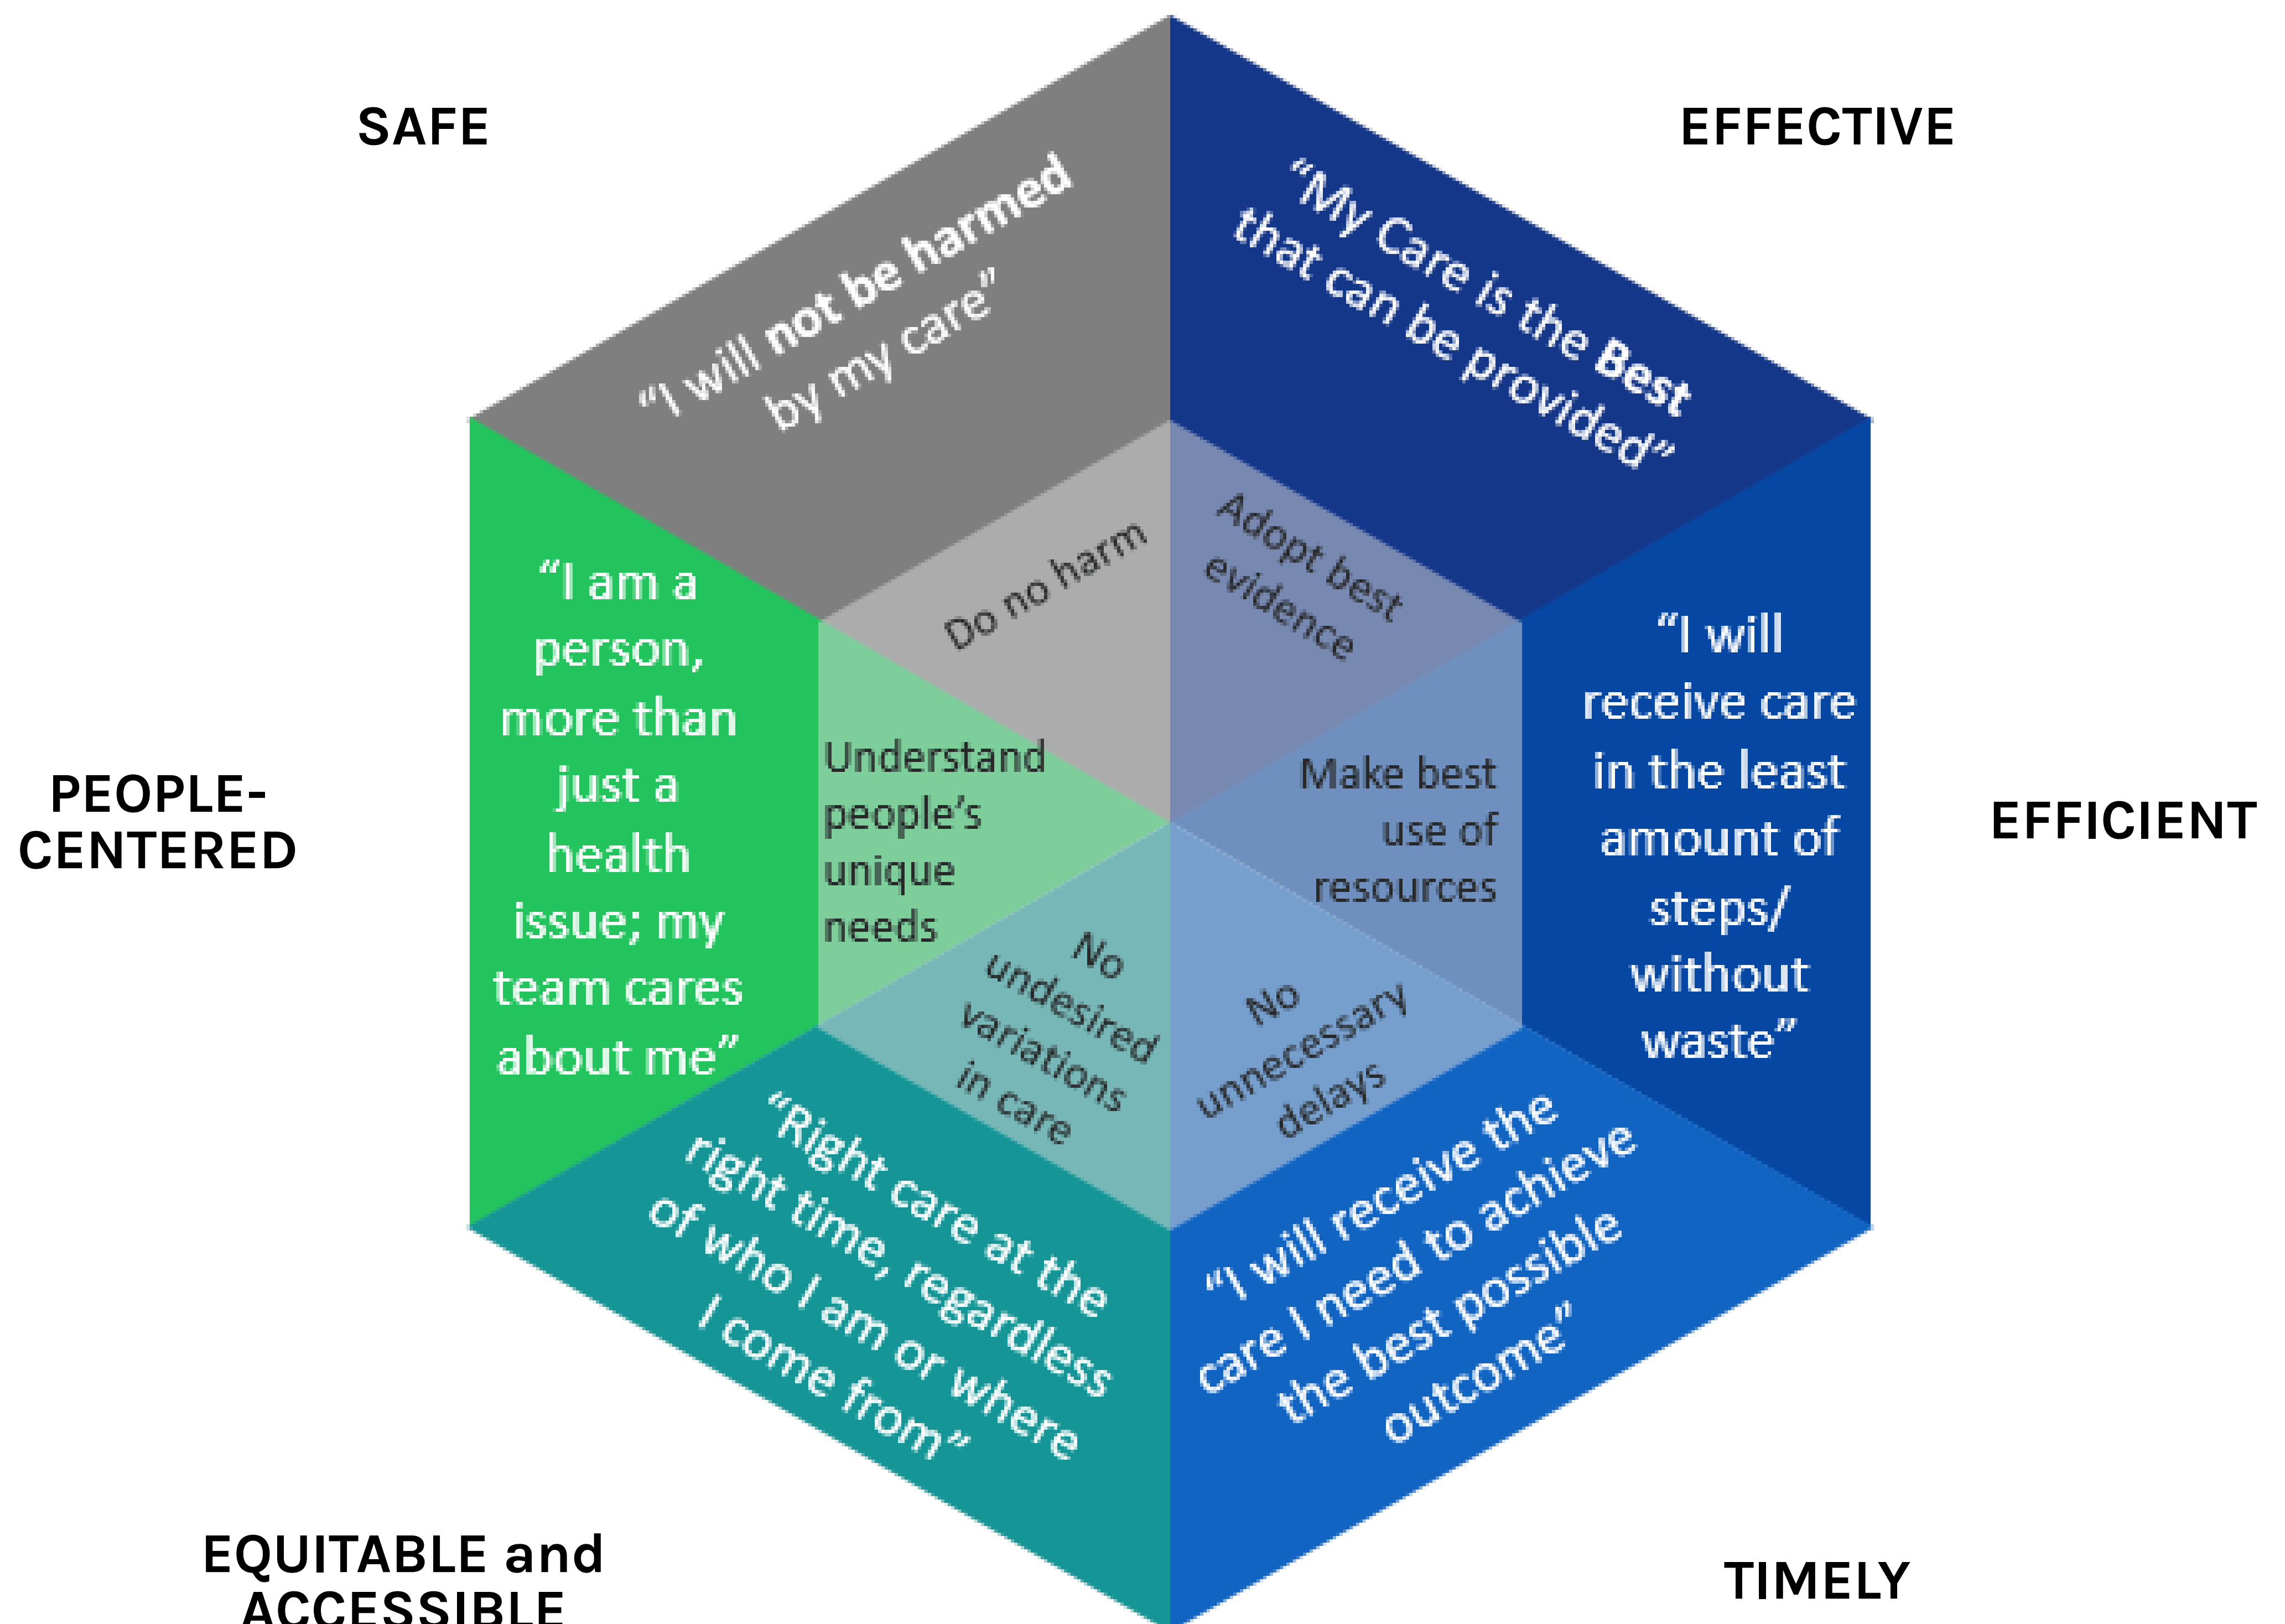 SAFE
EFFECTIVE
“I will not be harmed
by my care”
“My Care is the Best
that can be provided”
Do no harm
Adopt best
evidence
PEOPLE-
CENTERED
“I am a
person,
more than
just a
health
issue; my
team cares
about me”
Understand
people’s
unique
needs
Make best
use of
resources
“I will
receive care
in the least
amount of
steps/
without
waste”
EFFICIENT
No
undesired
variations
in care
No
unnecessary
delays
“Right care at the
right time, regardless
of who I am or where
I come from”
“I will receive the
care I need to achieve
the best possible
outcome”
EQUITABLE and
ACCESSIBLE
TIMELY